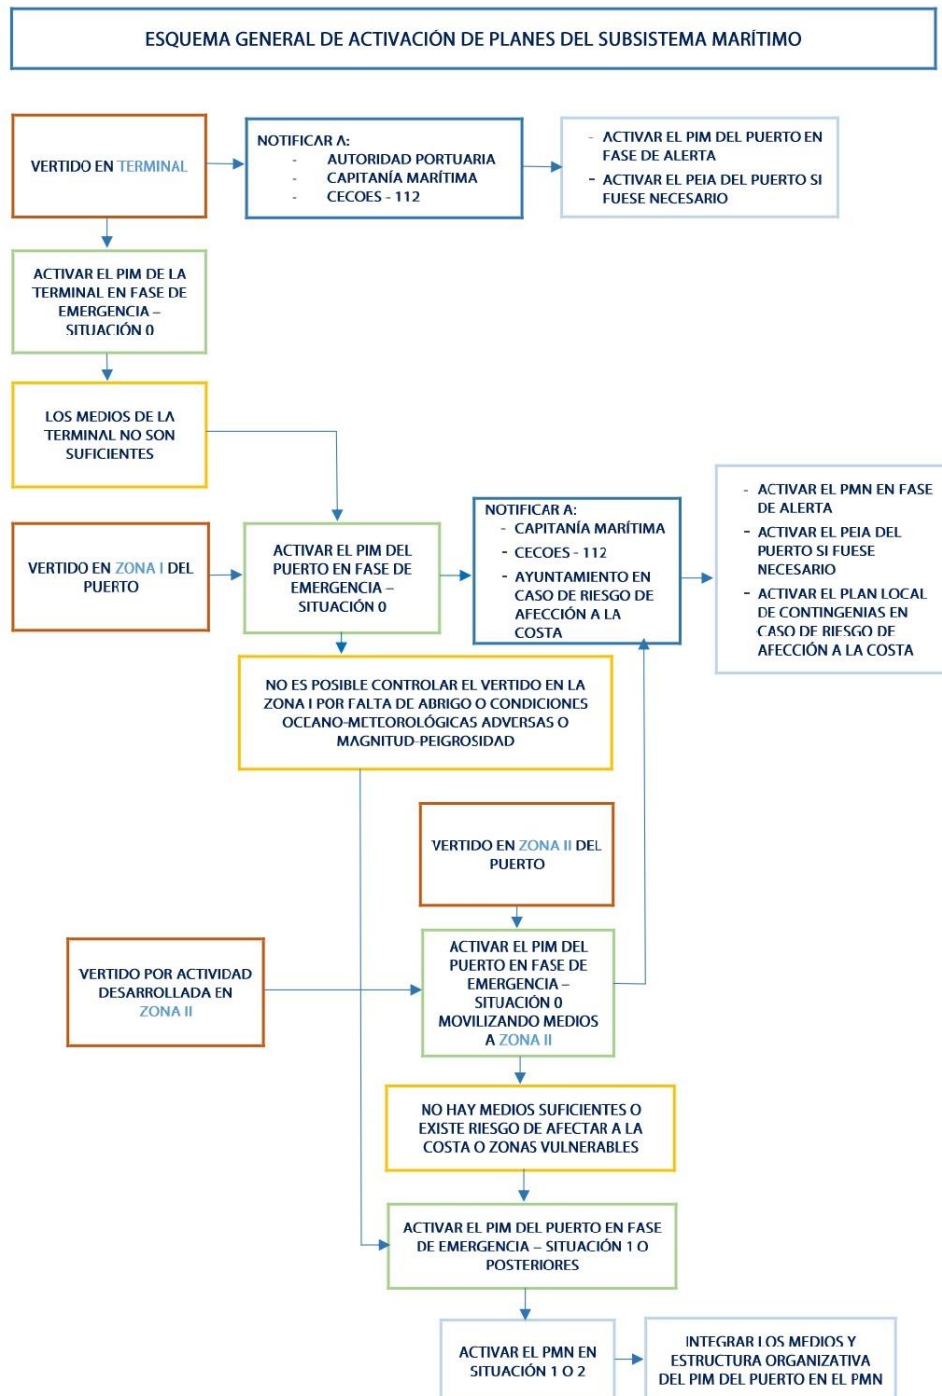 ESQUEMA GENERAL DE ACTIVACIÓN DE PLANES DEL SUBSISTEMA MARÍTIMO
VERTIDO EN TERMINAL
NOTIFICAR A:
- AUTORIDAD PORTUARIA
- CAPITANÍA MARÍTIMA
- CECOES - 112
- ACTIVAR EL PIM DEL PUERTO EN
FASE DE ALERTA
- ACTIVAR EL PEIA DEL PUERTO SI
FUESE NECESARIO
ACTIVAR EL PIM DE LA
TERMINAL EN FASE DE
EMERGENCIA –
SITUACIÓN 0
LOS MEDIOS DE LA
TERMINAL NO SON
SUFICIENTES
VERTIDO EN ZONA I DEL
PUERTO
ACTIVAR EL PIM DEL
PUERTO EN FASE DE
EMERGENCIA –
SITUACIÓN 0
NOTIFICAR A:
- CAPITANÍA MARÍTIMA
- CECOES - 112
- AYUNTAMIENTO EN
CASO DE RIESGO DE
AFECCIÓN A LA
COSTA
- ACTIVAR EL PMN EN FASE
DE ALERTA
- ACTIVAR EL PEIA DEL
PUERTO SI FUESE
NECESARIO
- ACTIVAR EL PLAN LOCAL
DE CONTINGENIAS EN
CASO DE RIESGO DE
AFECCIÓN A LA COSTA
NO ES POSIBLE CONTROLAR EL VERTIDO EN LA
ZONA I POR FALTA DE ABRIGO O CONDICIONES
OCEANO-METEOROLÓGICAS ADVERSAS O
MAGNITUD-PEIGROSIDAD
VERTIDO EN ZONA II DEL
PUERTO
VERTIDO POR ACTIVIDAD
DESARROLLADA EN
ZONA II
ACTIVAR EL PIM DEL
PUERTO EN FASE DE
EMERGENCIA –
SITUACIÓN 0
MOVILIZANDO MEDIOS
A ZONA II
NO HAY MEDIOS SUFICIENTES O
EXISTE RIESGO DE AFECTAR A LA
COSTA O ZONAS VULNERABLES
ACTIVAR EL PIM DEL PUERTO EN FASE
DE EMERGENCIA – SITUACIÓN 1 O
POSTERIORES
ACTIVAR EL PMN EN
SITUACIÓN 1 O 2
INTEGRAR LOS MEDIOS Y
ESTRUCTURA ORGANIZATIVA
DEL PIM DEL PUERTO EN EL PMN